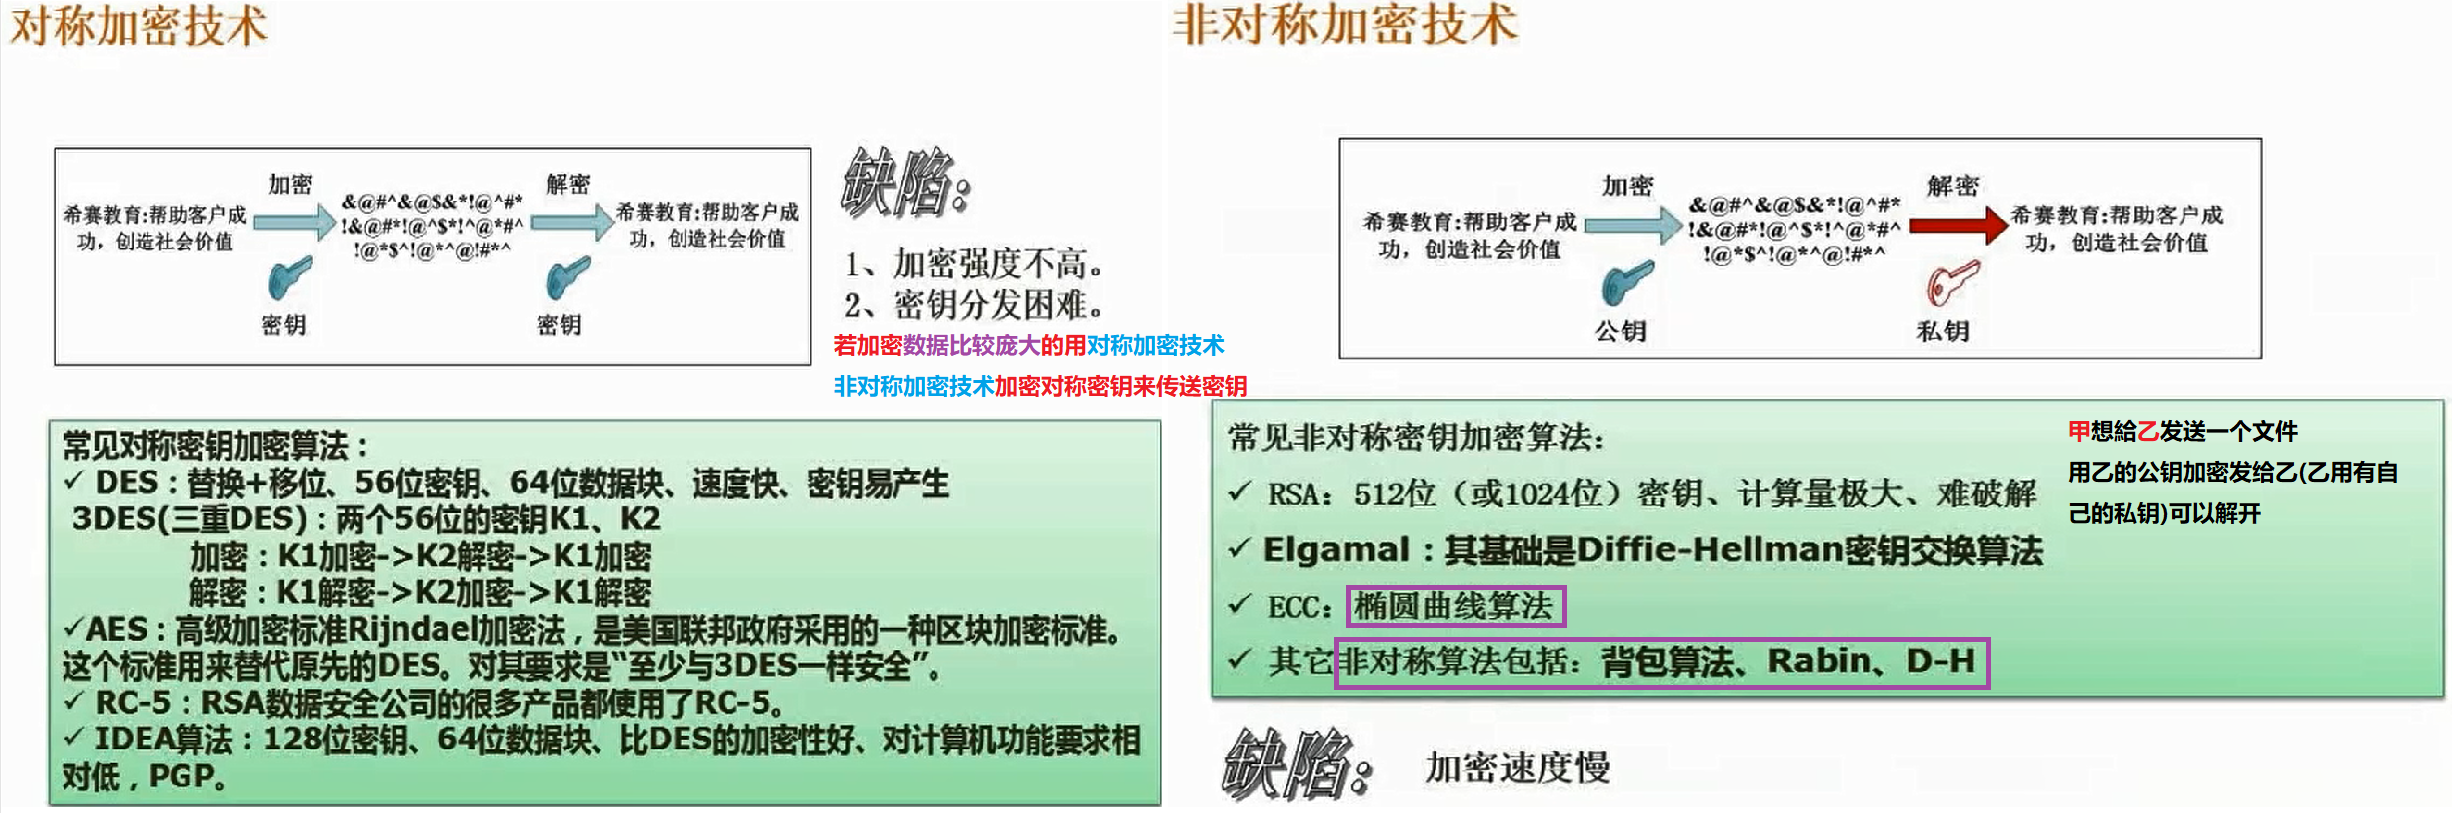 对称加密技术
希赛教育:帮助客户成
功，创造社会价值
加密
密钥
&@#^&@$&*!@^#*
!&@#*!@^$*!^@*#^
!@*$^!@*^@!#*^
解密
密钥
希赛教育:帮助客户成
功，创造社会价值
缺陷：
1、加密强度不高。
2、密钥分发困难。
若加密数据比较庞大的用对称加密技术
非对称加密技术加密对称密钥来传送密钥
常见对称密钥加密算法：
✓ DES：替换+移位、56位密钥、64位数据块、速度快、密钥易产生
3DES(三重DES)：两个56位的密钥K1、K2
加密：K1加密->K2解密->K1加密
解密：K1解密->K2加密->K1解密
✓AES：高级加密标准Rijndael加密法，是美国联邦政府采用的一种区块加密标准。
这个标准用来替代原先的DES。对其要求是“至少与3DES一样安全”。
✓ RC-5：RSA数据安全公司的很多产品都使用了RC-5。
✓ IDEA算法：128位密钥、64位数据块、比DES的加密性好、对计算机功能要求相
对低，PGP。
非对称加密技术
希赛教育:帮助客户成
功，创造社会价值
加密
公钥
&@#^&@$&*!@^#*
!&@#*!@^$*!^@*#^
!@*$^!@*^@!#*^
解密
私钥
希赛教育:帮助客户成
功，创造社会价值
常见非对称密钥加密算法：
✓ RSA：512位（或1024位）密钥、计算量极大、难破解
✓ Elgamal：其基础是Diffie-Hellman密钥交换算法
✓ ECC：椭圆曲线算法
✓ 其它非对称算法包括：背包算法、Rabin、D-H
甲想給乙发送一个文件
用乙的公钥加密发给乙(乙用有自
己的私钥)可以解开
缺陷：
加密速度慢